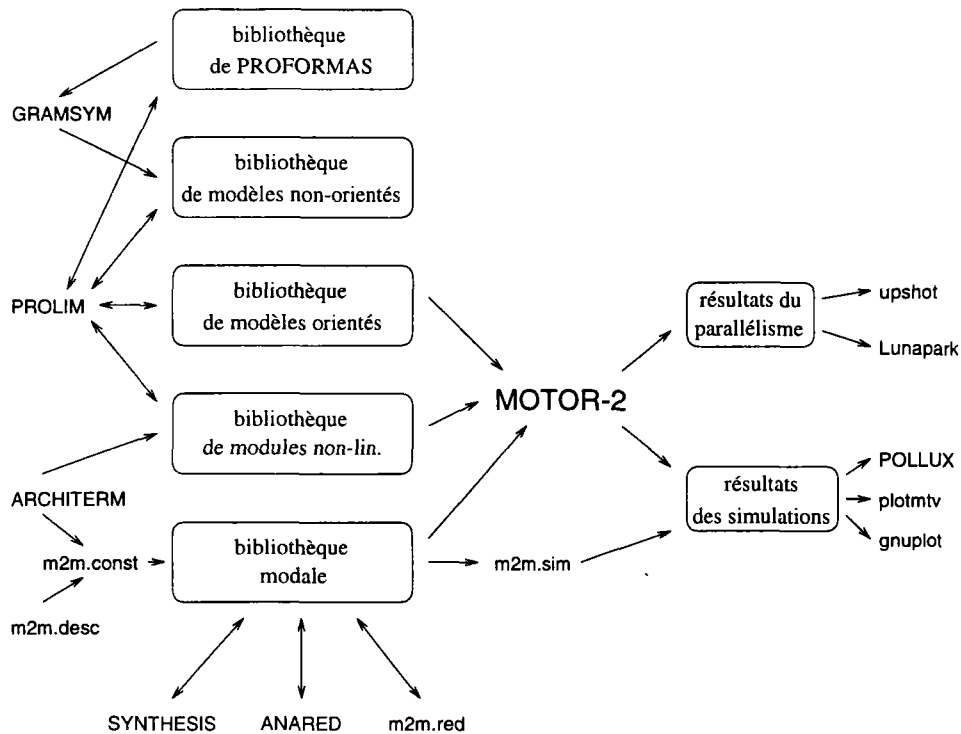 bibliothèque
de PROFORMAS
GRAMSYM
bibliothèque
de modèles non-orientés
PROLIM
bibliothèque
de modèles orientés
résultats du
parallélisme
upshot
Lunapark
MOTOR-2
bibliothèque
de modules non-lin.
ARCHITERM
résultats
des simulations
POLLUX
plotmtv
gnuplot
m2m.const
bibliothèque
modale
m2m.sim
m2m.desc
SYNTHESIS
ANARED
m2m.red